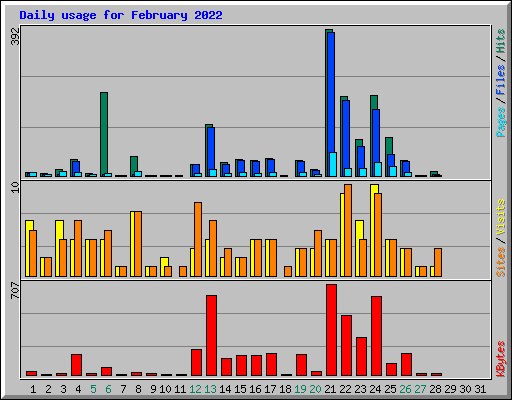 Daily usage for February 2022
392
Pages / Files / Hits
10
Sites / Visits
707
KBytes
1 2 3 4 5 6 7 8 9 10 11 12 13 14 15 16 17 18 19 20 21 22 23 24 25 26 27 28 29 30 31